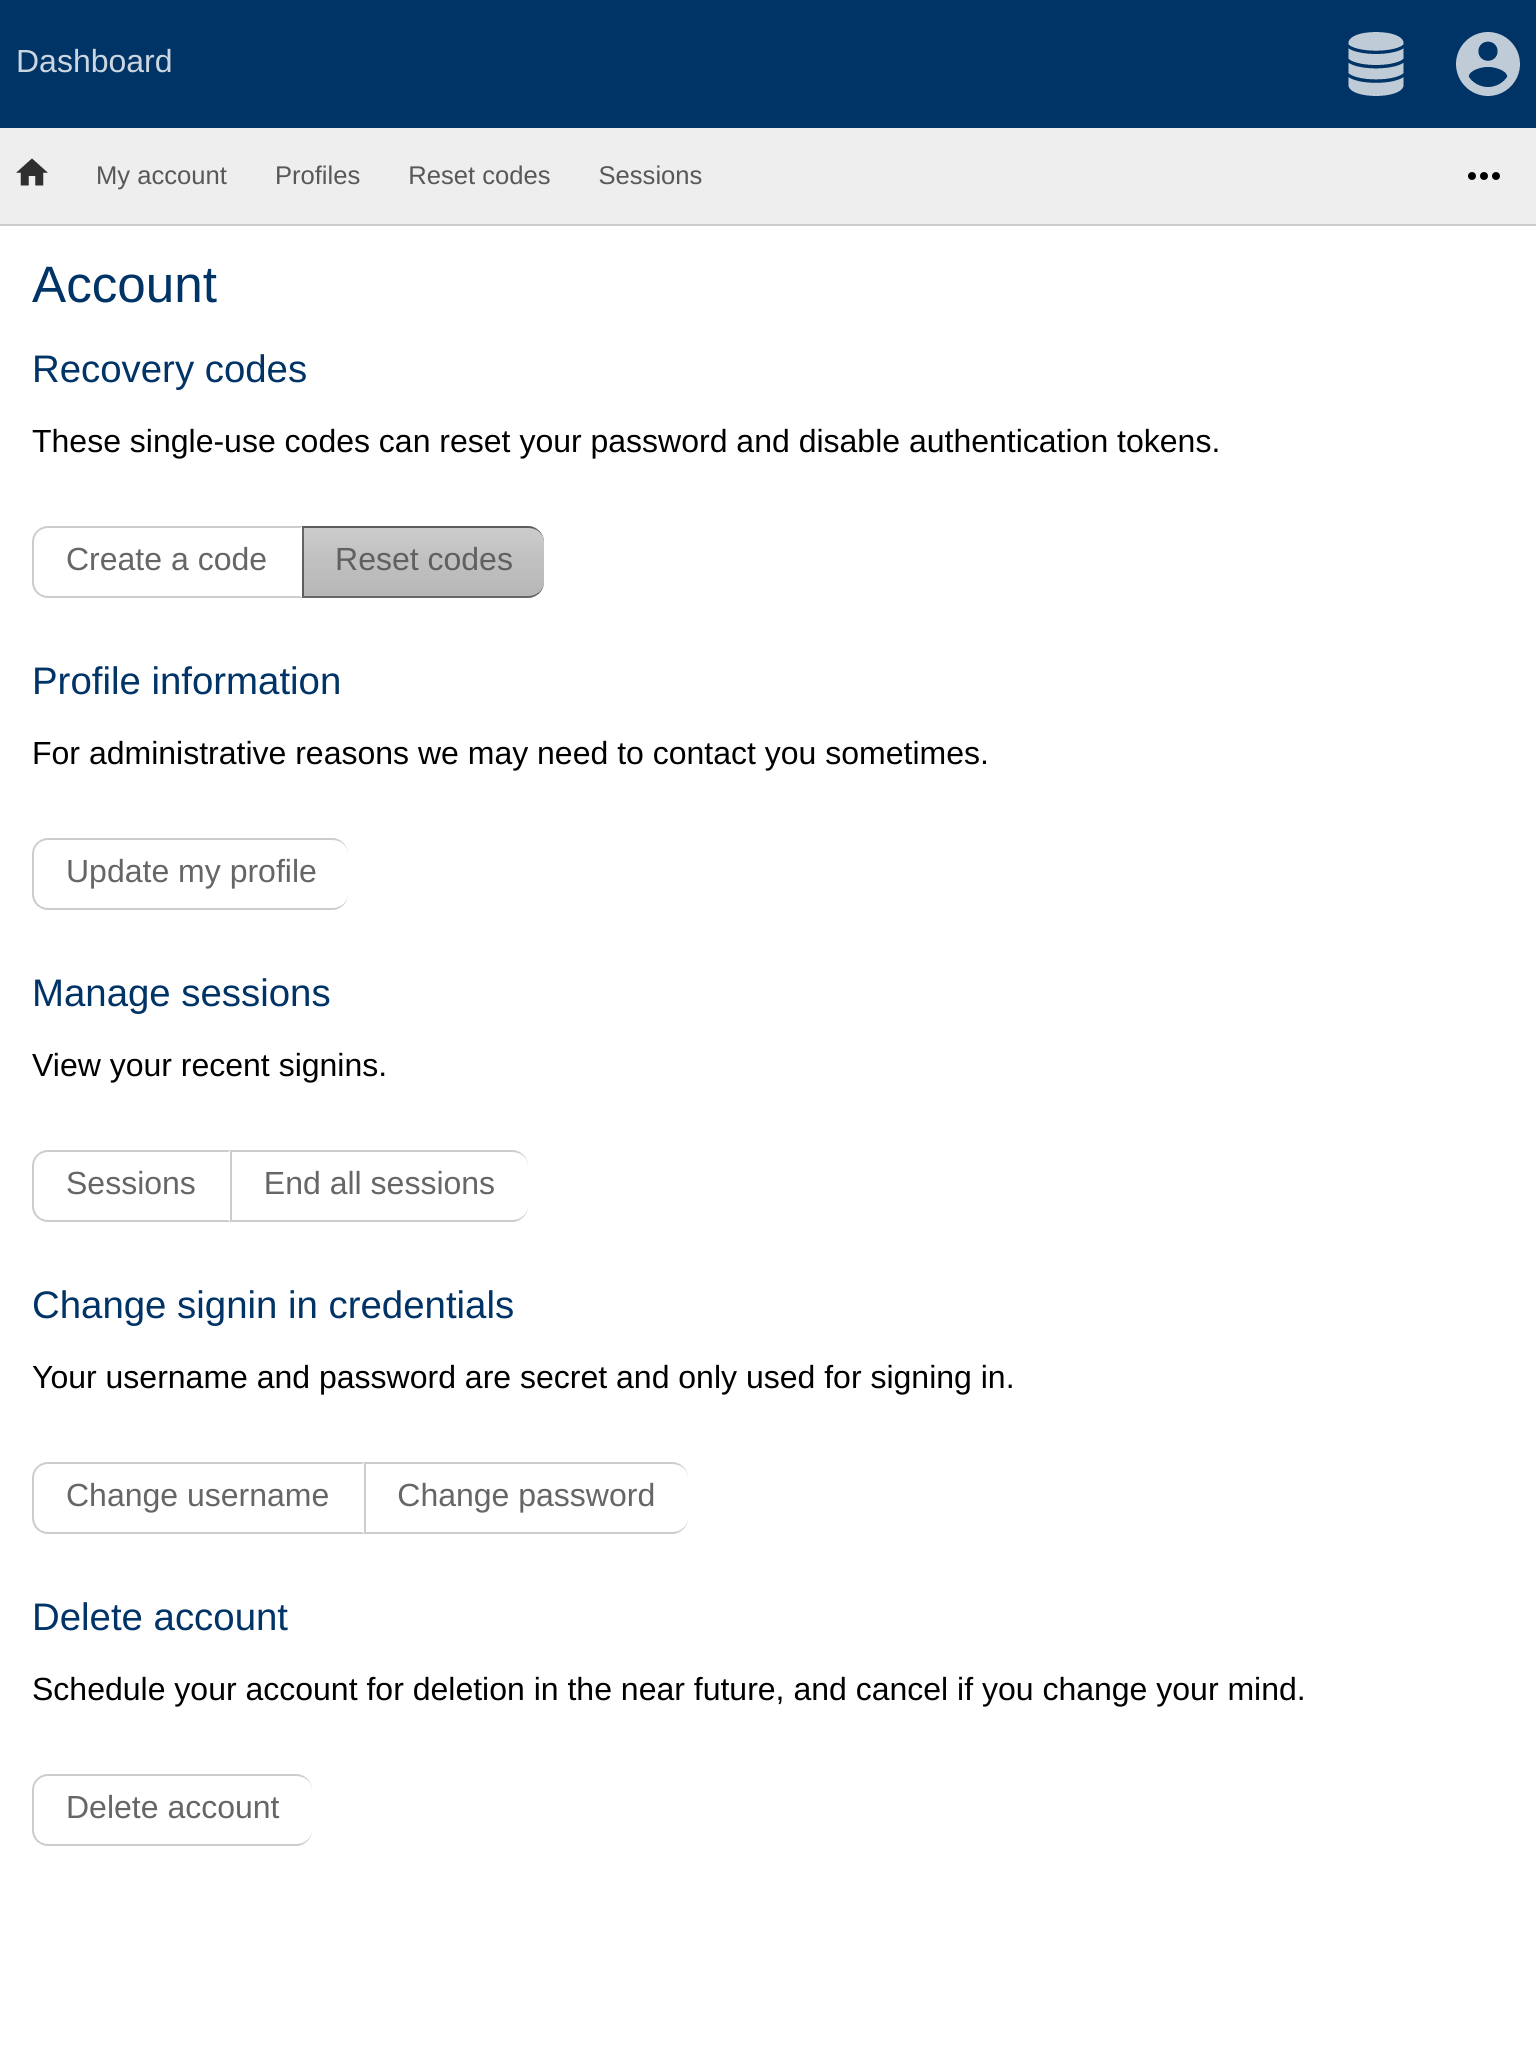 Dashboard
My account Profiles Reset codes Sessions
Account
Recovery codes
These single-use codes can reset your password and disable authentication tokens.
Create a code Reset codes
Profile information
For administrative reasons we may need to contact you sometimes.
Update my profile
Manage sessions
View your recent signins.
Sessions End all sessions
Change signin in credentials
Your username and password are secret and only used for signing in.
Change username Change password
Delete account
Schedule your account for deletion in the near future, and cancel if you change your mind.
Delete account